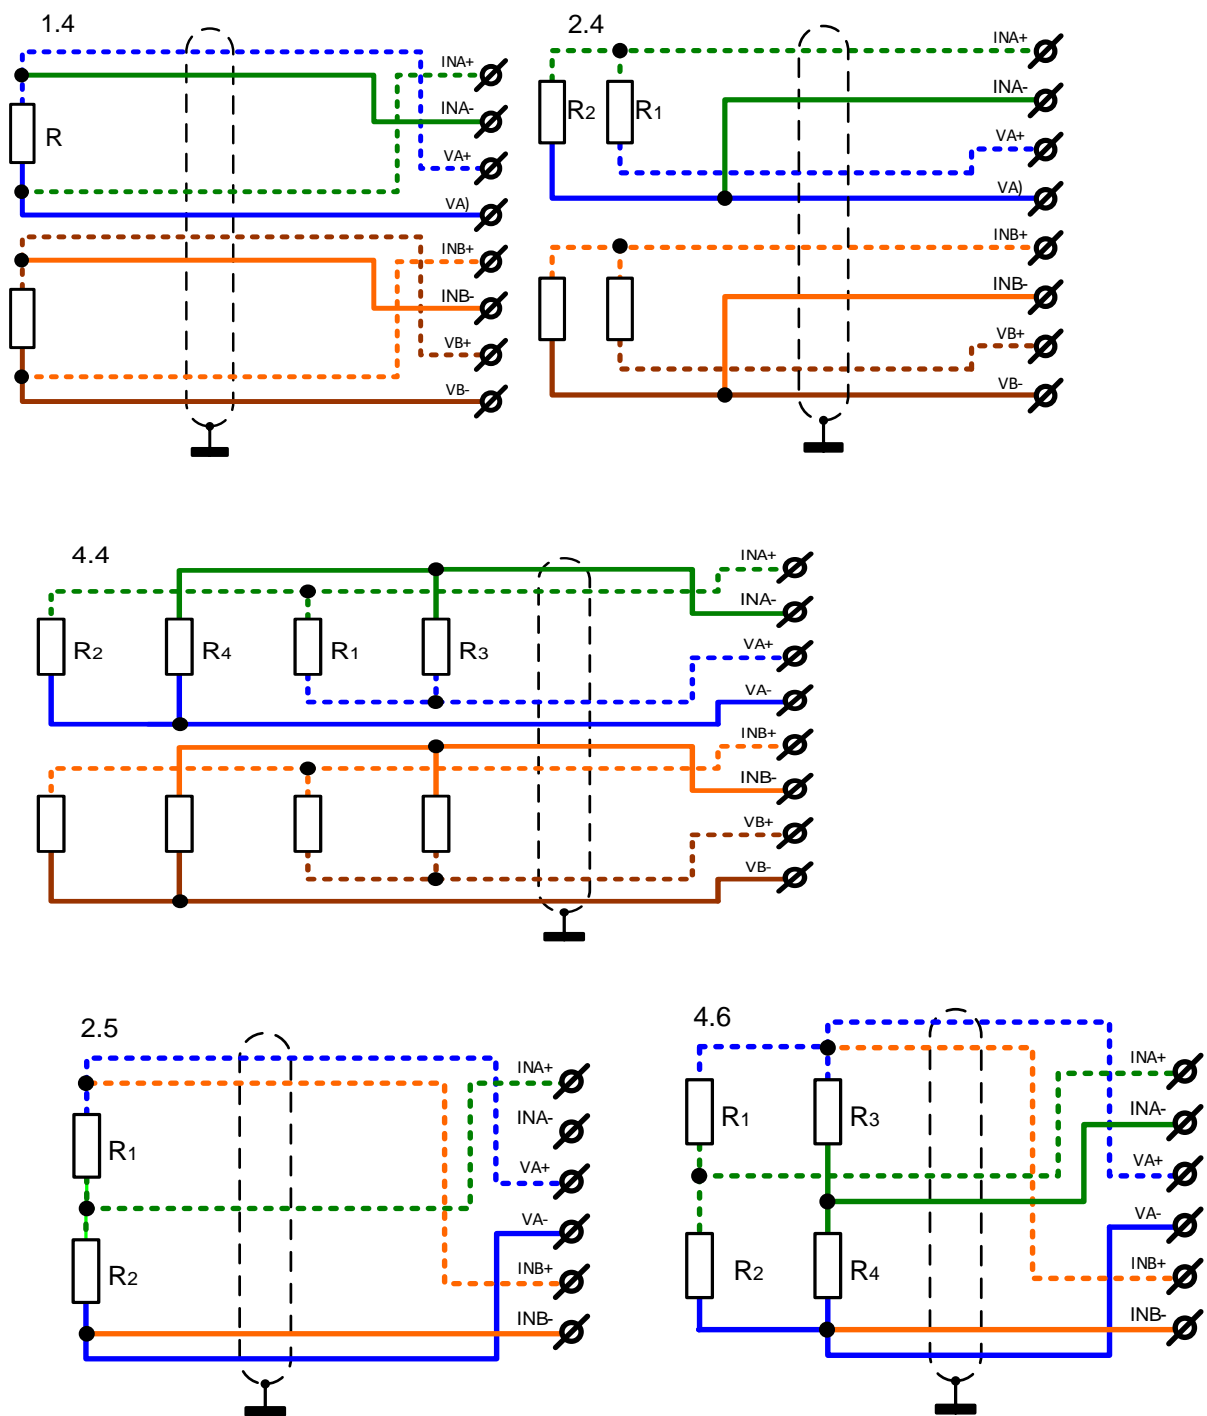 1.4
INA+
INA-
R
VA+
VA)
INB+
INB-
VB+
VB-
2.4
INA+
R2
R1
INA-
VA+
VA)
INB+
INB-
VB+
VB-
4.4
INA+
INA-
R2
R4
R1
R3
VA+
VA-
INB+
INB-
VB+
VB-
2.5
INA+
INA-
R1
VA+
VA-
R2
INB+
INB-
4.6
INA+
R1
R3
INA-
VA+
VA-
R2
R4
INB+
INB-